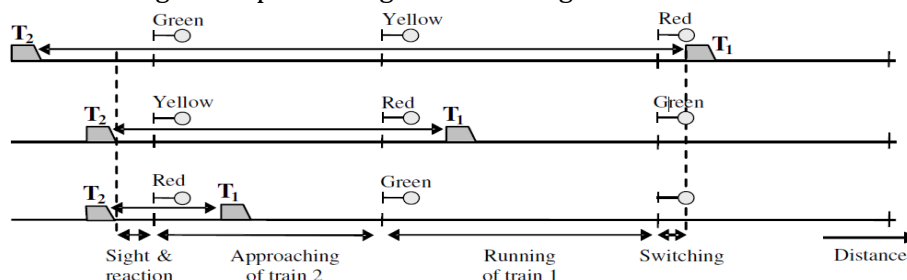 Green Yellow Red
T2 T1
Yellow Red Green
T2 T1
Red Green
T2 T1
Sight & Approaching Running Switching Distance
reaction of train 2 of train 1